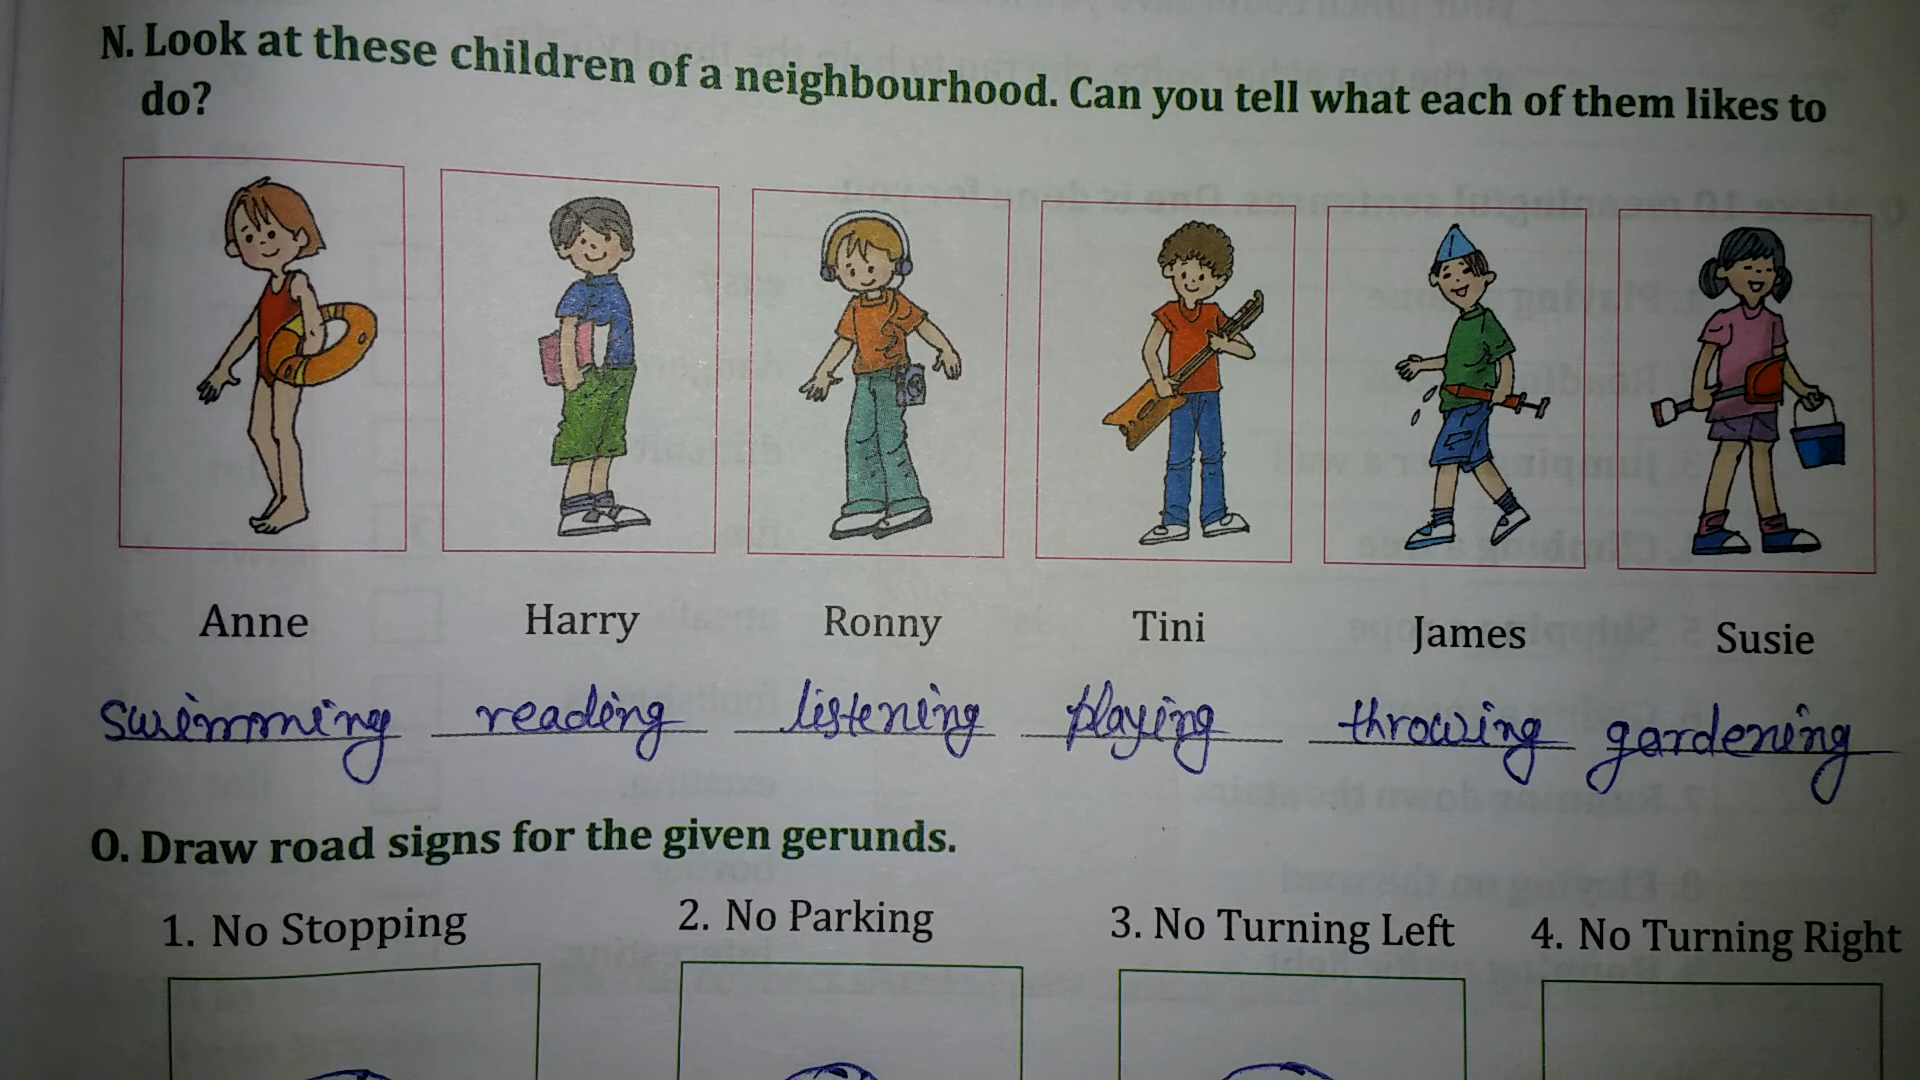 N. Look at these children of a neighbourhood. Can you tell what each of them likes to
do?
Anne Harry Ronny Tini James Susie
swimming reading listening playing throwing gardening
O. Draw road signs for the given gerunds.
1. No Stopping 2. No Parking 3. No Turning Left 4. No Turning Right